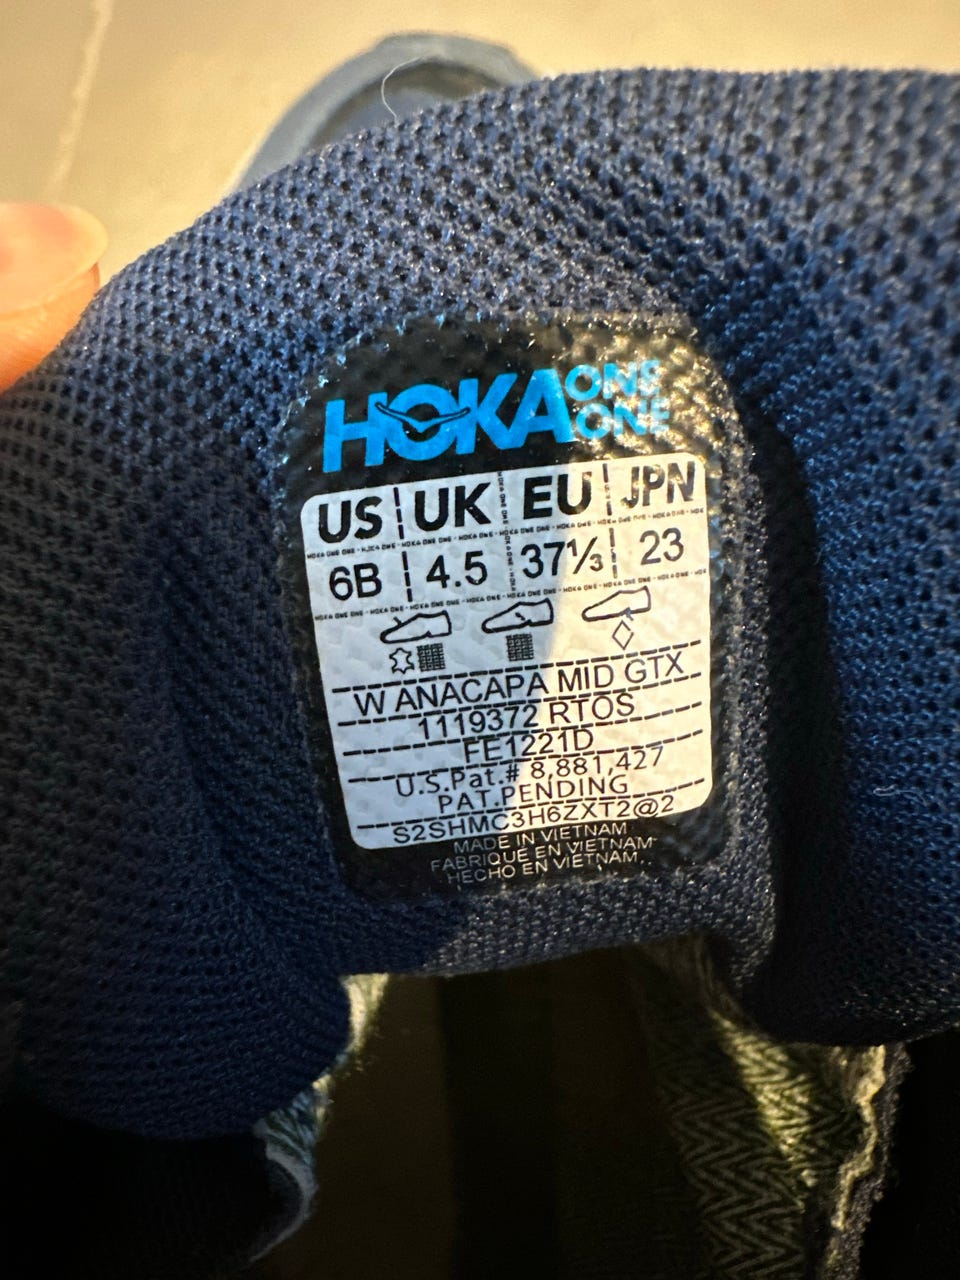 HOKA ONE ONE
US UK EU JPN
6B 4.5 37⅓ 23
W ANACAPA MID GTX
1119372 RTOS
FE1221D
U.S.Pat.# 8,881,427
PAT.PENDING
S2SHMC3H6ZXT2@2
MADE IN VIETNAM
FABRIQUÉ EN VIETNAM
HECHO EN VIETNAM